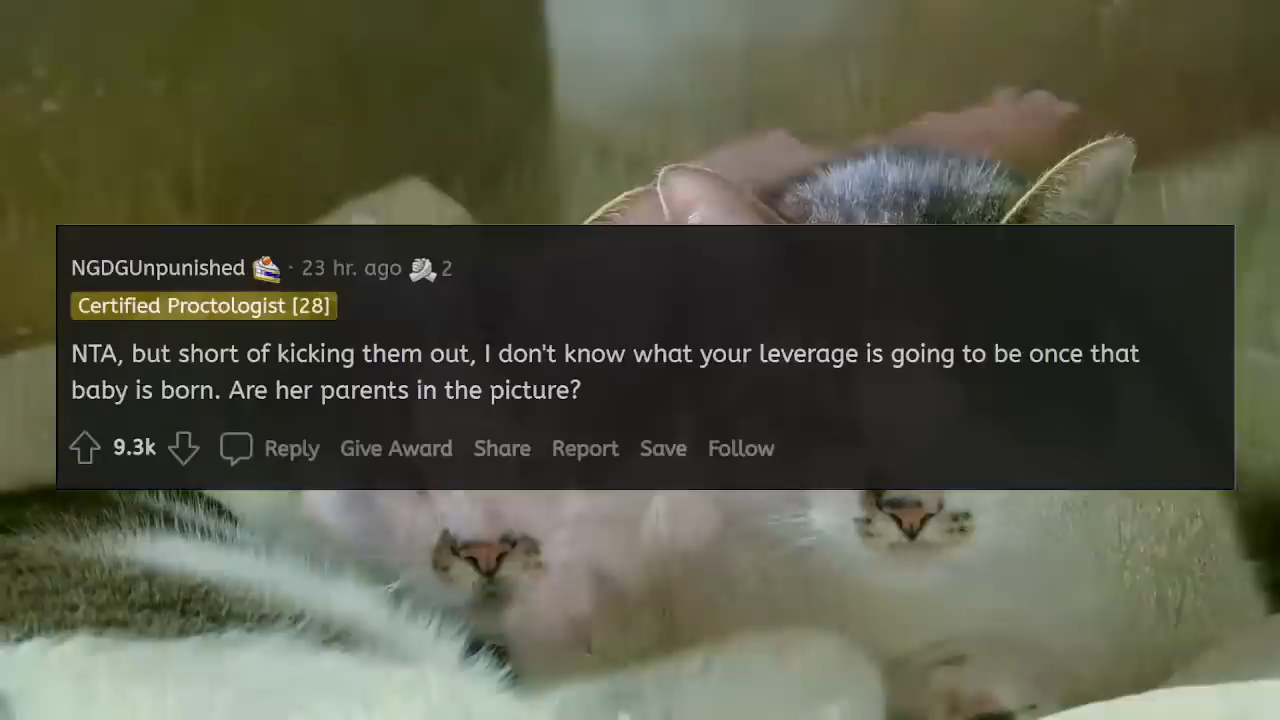 NGDGUnpunished · 23 hr. ago 2
Certified Proctologist [28]
NTA, but short of kicking them out, I don't know what your leverage is going to be once that
baby is born. Are her parents in the picture?
9.3k Reply Give Award Share Report Save Follow